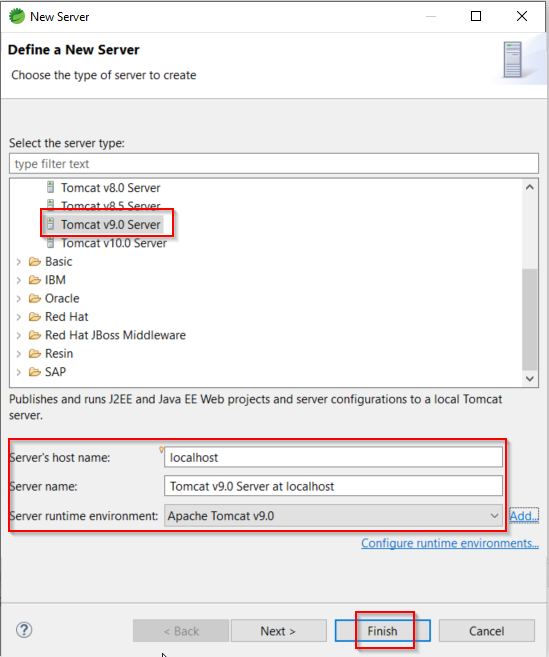 New Server
Define a New Server
Choose the type of server to create
Select the server type:
type filter text
Tomcat v8.0 Server
Tomcat v8.5 Server
Tomcat v9.0 Server
Tomcat v10.0 Server
Basic
IBM
Oracle
Red Hat
Red Hat JBoss Middleware
Resin
SAP
Publishes and runs J2EE and Java EE Web projects and server configurations to a local Tomcat
server.
Server's host name: localhost
Server name: Tomcat v9.0 Server at localhost
Server runtime environment: Apache Tomcat v9.0 Add...
Configure runtime environments...
? < Back Next > Finish Cancel